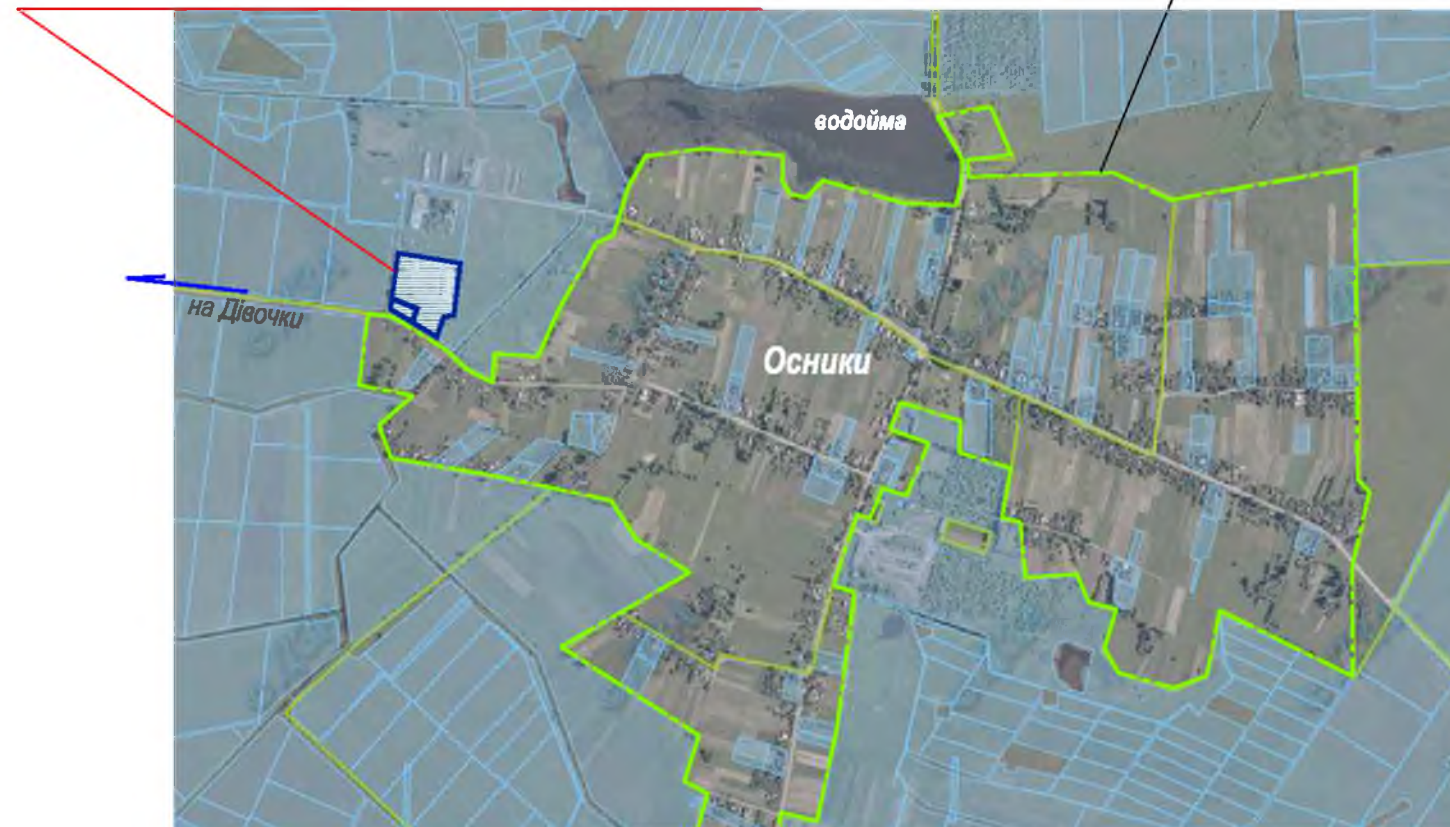 водойма
на Дівочки
Осники